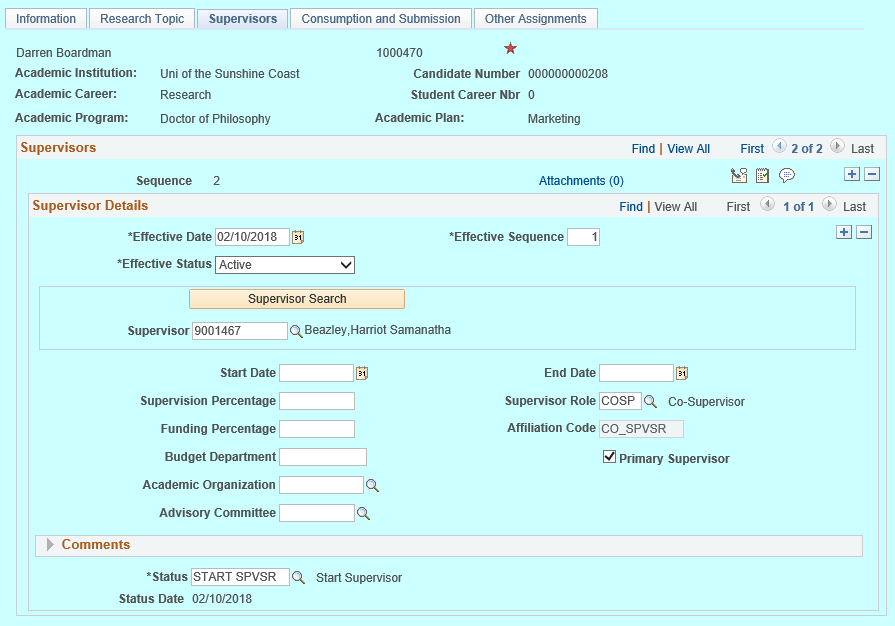 Information Research Topic Supervisors Consumption and Submission Other Assignments
Darren Boardman 1000470
Academic Institution: Uni of the Sunshine Coast Candidate Number 000000000208
Academic Career: Research Student Career Nbr 0
Academic Program: Doctor of Philosophy Academic Plan: Marketing
Supervisors Find | View All First 2 of 2 Last
Sequence 2 Attachments (0)
Supervisor Details Find | View All First 1 of 1 Last
*Effective Date 02/10/2018 *Effective Sequence 1
*Effective Status Active
Supervisor Search
Supervisor 9001467 Beazley,Harriot Samanatha
Start Date End Date
Supervision Percentage Supervisor Role COSP Co-Supervisor
Funding Percentage Affiliation Code CO_SPVSR
Budget Department Primary Supervisor
Academic Organization
Advisory Committee
Comments
*Status START SPVSR Start Supervisor
Status Date 02/10/2018